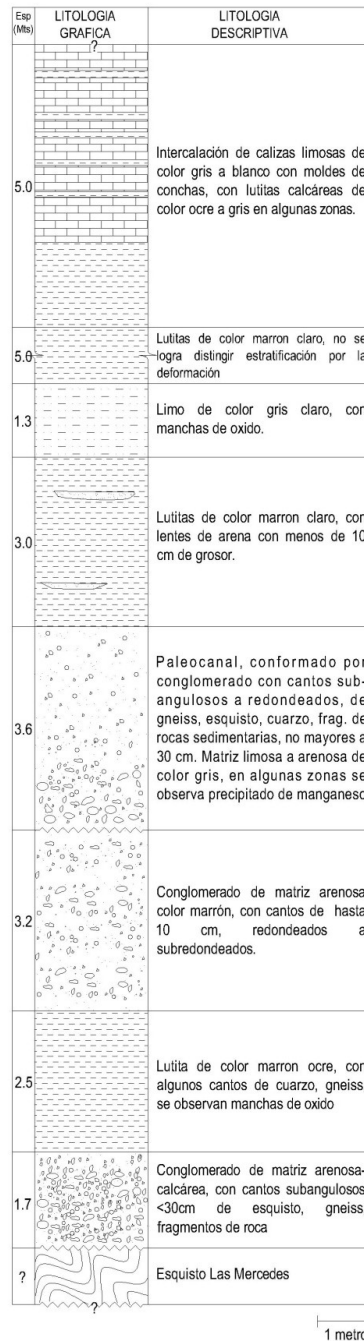 Esp
(Mts)
LITOLOGIA
GRAFICA
LITOLOGIA
DESCRIPTIVA
?
5.0
Intercalación de calizas limosas de
color gris a blanco con moldes de
conchas, con lutitas calcáreas de
color ocre a gris en algunas zonas.
5.0
Lutitas de color marron claro, no se
logra distingir estratificación por la
deformación
1.3
Limo de color gris claro, con
manchas de oxido.
3.0
Lutitas de color marron claro, con
lentes de arena con menos de 10
cm de grosor.
3.6
Paleocanal, conformado por
conglomerado con cantos sub-
angulosos a redondeados, de
gneiss, esquisto, cuarzo, frag. de
rocas sedimentarias, no mayores a
30 cm. Matriz limosa a arenosa de
color gris, en algunas zonas se
observa precipitado de manganeso
3.2
Conglomerado de matriz arenosa
color marrón, con cantos de hasta
10 cm, redondeados a
subredondeados.
2.5
Lutita de color marron ocre, con
algunos cantos de cuarzo, gneiss
se observan manchas de oxido
1.7
Conglomerado de matriz arenosa-
calcárea, con cantos subangulosos
<30cm de esquisto, gneiss
fragmentos de roca
?
Esquisto Las Mercedes
?
1 metro